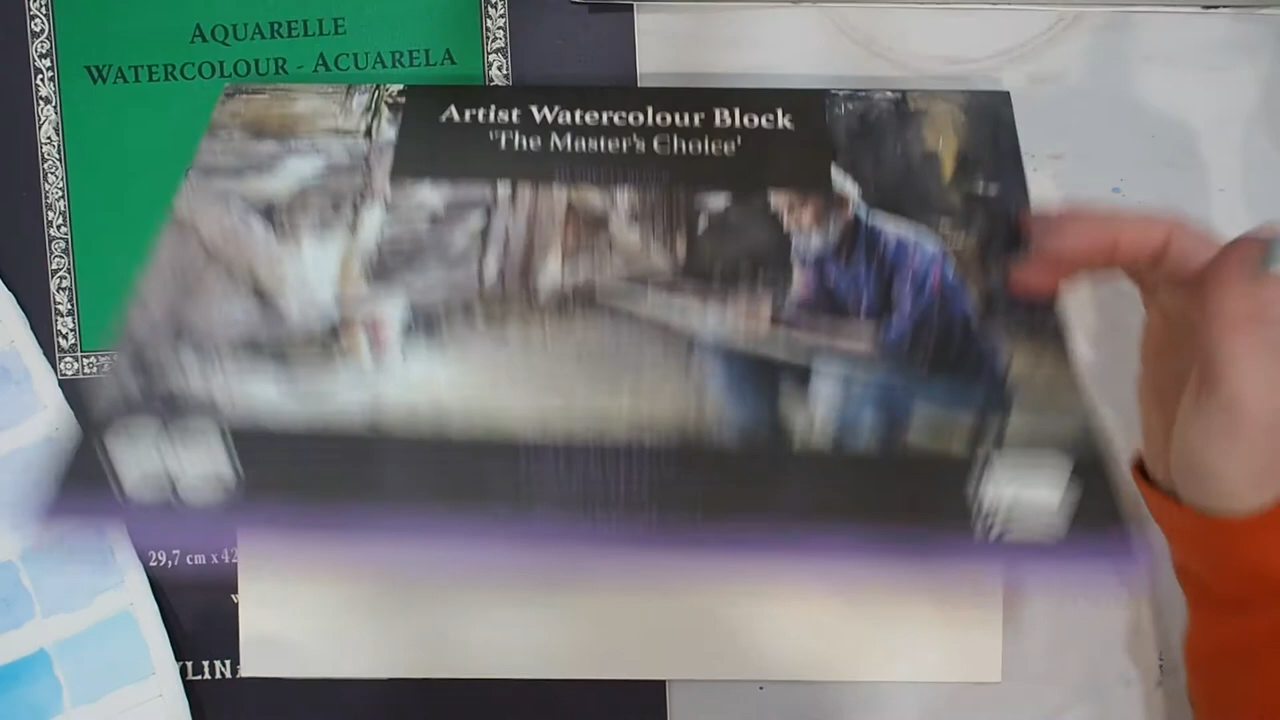 AQUARELLE
WATERCOLOUR - ACUARELA
Artist Watercolour Block
"The Master's Choice"
29,7 cm x 42